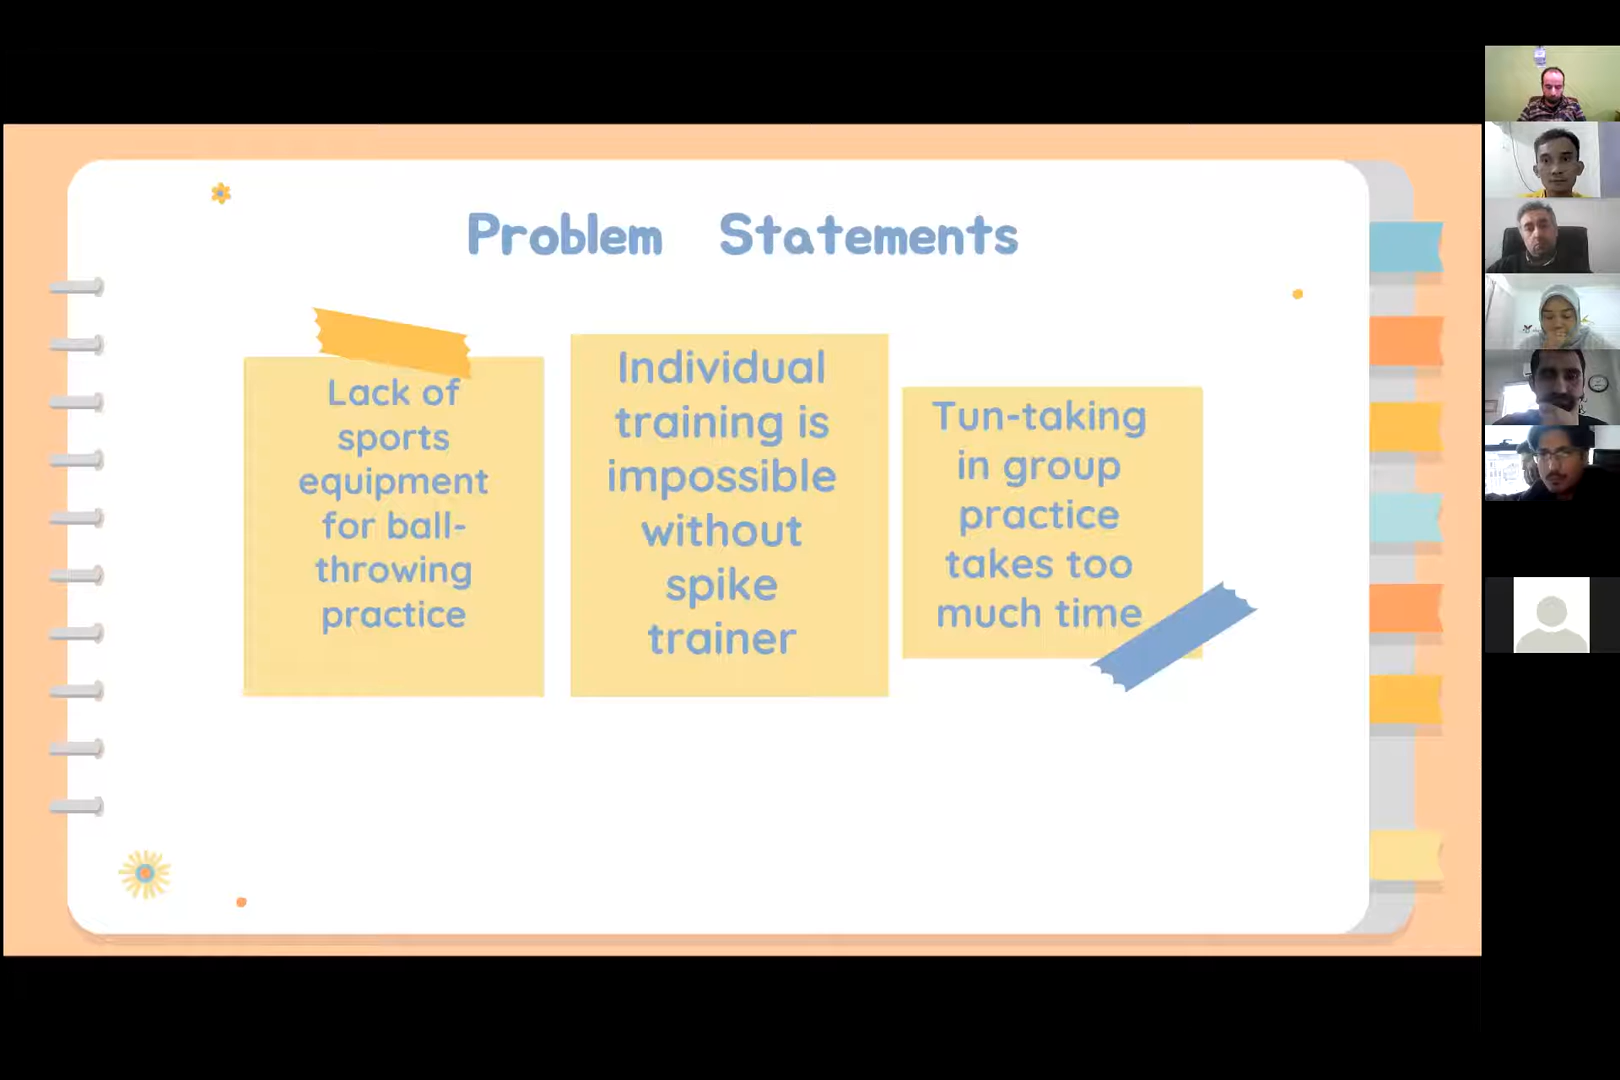 Problem Statements
Lack of
sports
equipment
for ball-
throwing
practice
Individual
training is
impossible
without
spike
trainer
Tun-taking
in group
practice
takes too
much time